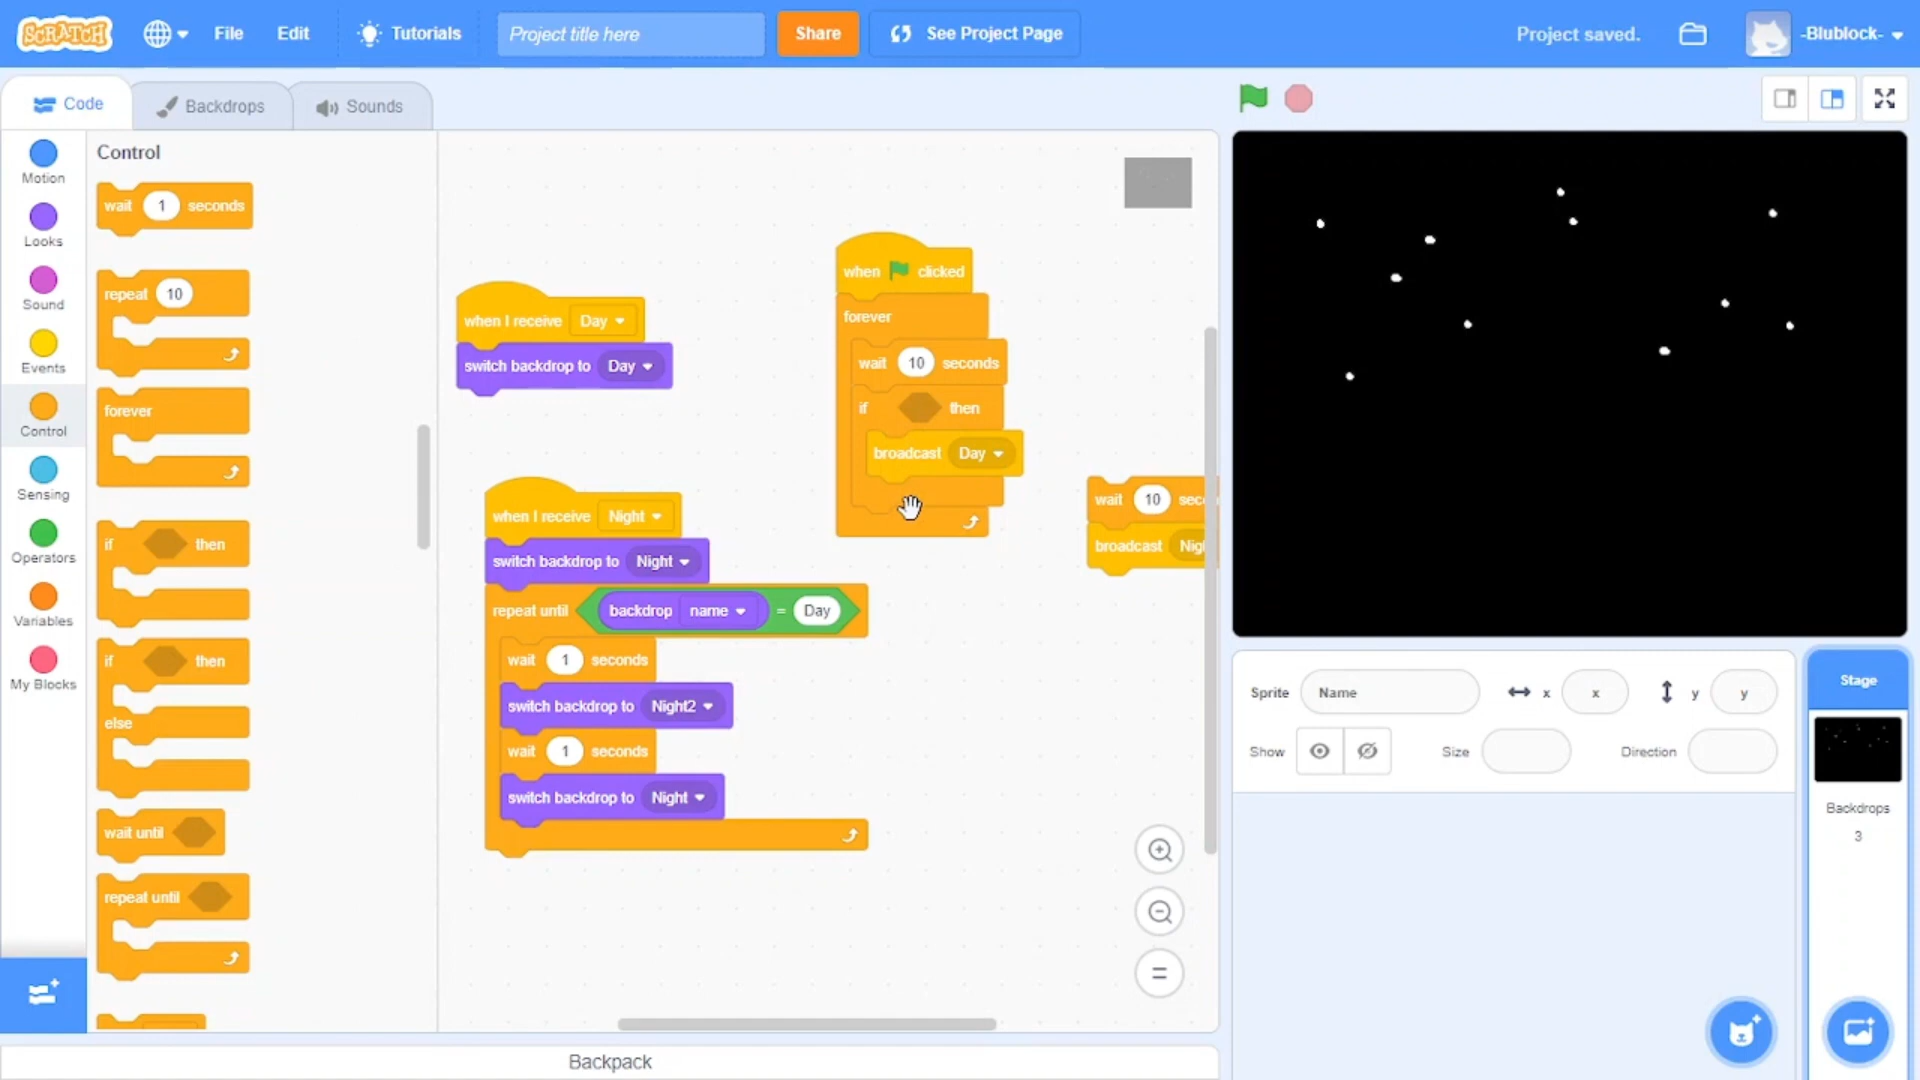 SCRATCH File Edit Tutorials Project title here Share See Project Page Project saved. -Blublock-
Code Backdrops Sounds
Motion
Looks
Sound
Events
Control
Sensing
Operators
Variables
My Blocks
Control
wait 1 seconds
repeat 10
forever
if then
if then
else
wait until
repeat until
when I receive Day
switch backdrop to Day
when I receive Night
switch backdrop to Night
repeat until backdrop name = Day
wait 1 seconds
switch backdrop to Night2
wait 1 seconds
switch backdrop to Night
when clicked
forever
wait 10 seconds
if then
broadcast Day
wait 10 seco
broadcast Nig
Sprite Name x x y y
Show Size Direction
Stage
Backdrops
3
Backpack